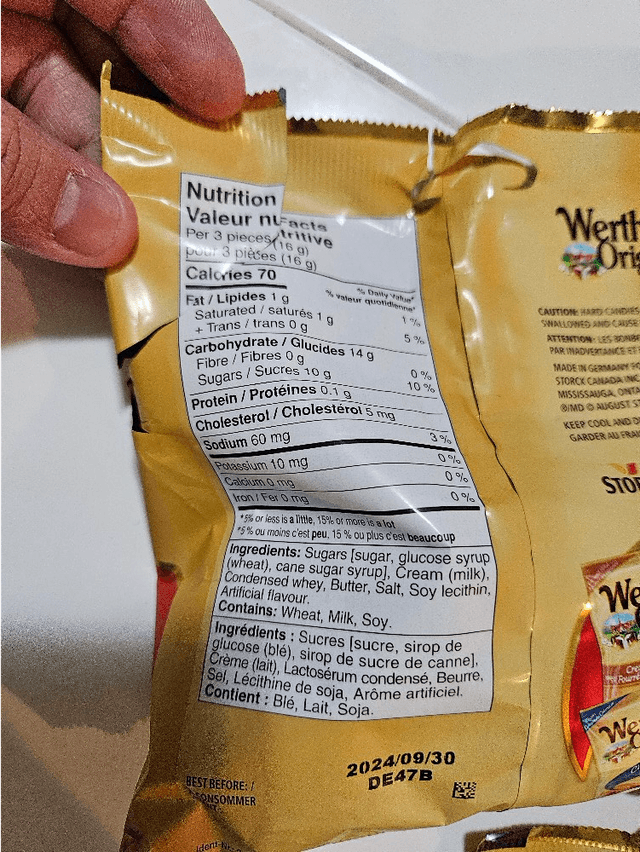 Nutrition Facts
Valeur nutritive
Per 3 pieces (16 g)
pour 3 pièces (16 g)
Calories 70
% Daily Value*
% valeur quotidienne*
Fat / Lipides 1 g 1 %
Saturated / saturés 1 g
+ Trans / trans 0 g 5 %
Carbohydrate / Glucides 14 g
Fibre / Fibres 0 g 0 %
Sugars / Sucres 10 g 10 %
Protein / Protéines 0.1 g
Cholesterol / Cholestérol 5 mg
Sodium 60 mg 3 %
Potassium 10 mg 0 %
Calcium 0 mg 0 %
Iron / Fer 0 mg 0 %
*5% or less is a little, 15% or more is a lot
*5 % ou moins c'est peu, 15 % ou plus c'est beaucoup
Ingredients: Sugars [sugar, glucose syrup
(wheat), cane sugar syrup], Cream (milk),
Condensed whey, Butter, Salt, Soy lecithin,
Artificial flavour.
Contains: Wheat, Milk, Soy.
Ingrédients : Sucres [sucre, sirop de
glucose (blé), sirop de sucre de canne],
Crème (lait), Lactosérum condensé, Beurre,
Sel, Lécithine de soja, Arôme artificiel.
Contient : Blé, Lait, Soja.
2024/09/30
DE47B
BEST BEFORE: /
CONSOMMER
Ident-Nr
Werth
Orig
CAUTION: HARD CANDIES
SWALLOWED AND CAUSE
ATTENTION: LES BONB
PAR INADVERTANCE ET
MADE IN GERMANY FO
STORCK CANADA INC
MISSISSAUGA, ONTA
®/MD © AUGUST ST
KEEP COOL AND D
GARDER AU FRAI
STOR
We
Cre
Fourré
We